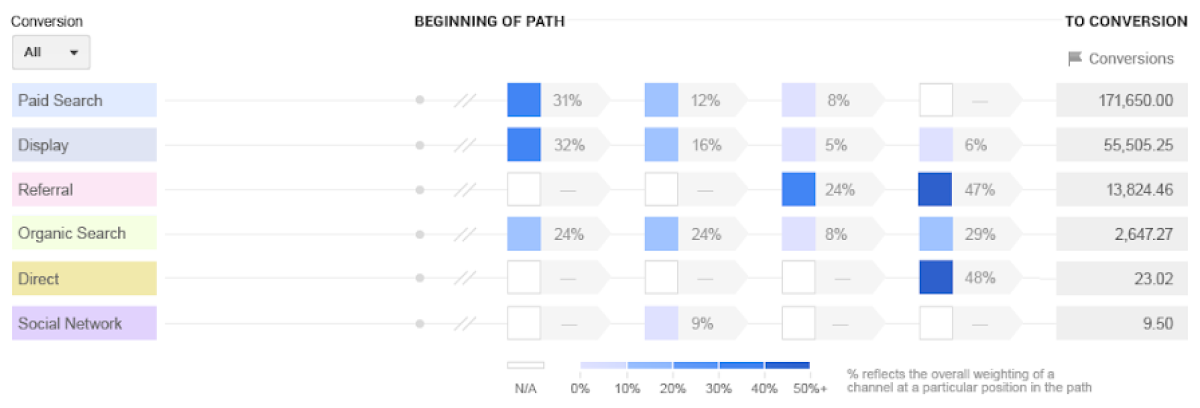 Conversion
BEGINNING OF PATH
TO CONVERSION
All
Conversions
Paid Search 31% 12% 8% — 171,650.00
Display 32% 16% 5% 6% 55,505.25
Referral — — 24% 47% 13,824.46
Organic Search 24% 24% 8% 29% 2,647.27
Direct — — — 48% 23.02
Social Network — 9% — — 9.50
N/A 0% 10% 20% 30% 40% 50%+
% reflects the overall weighting of a
channel at a particular position in the path